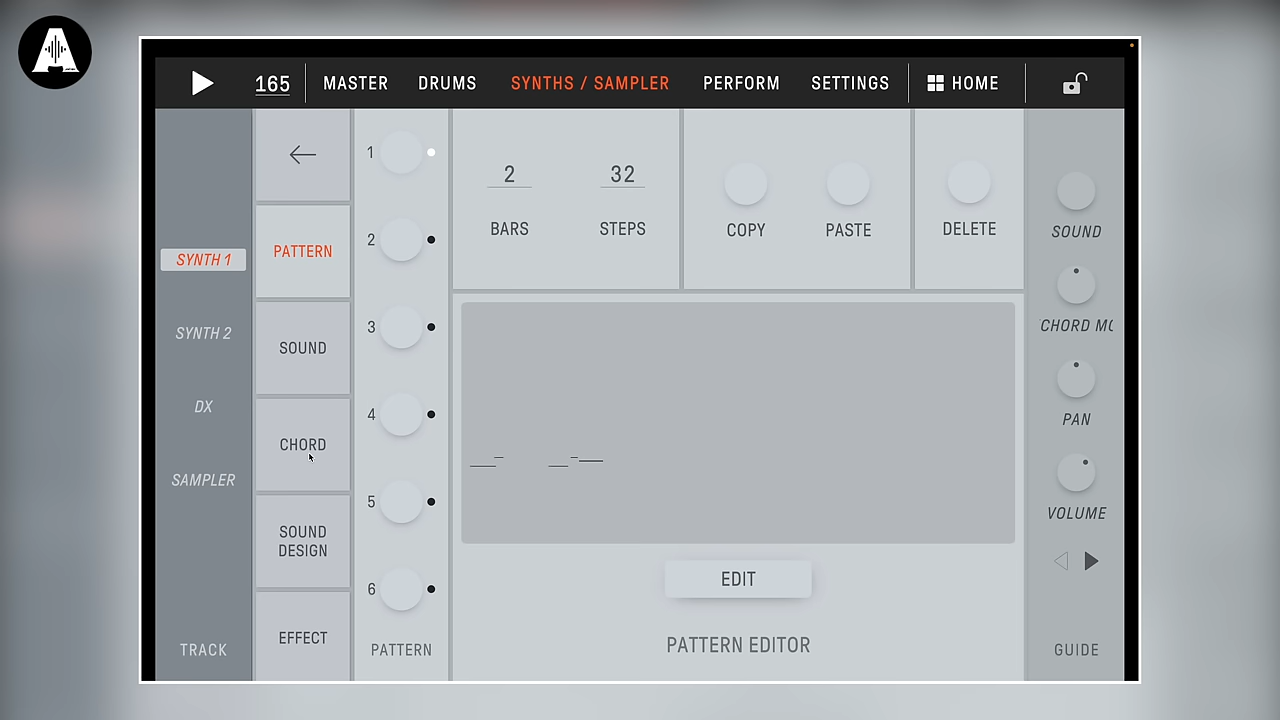 165
MASTER
DRUMS
SYNTHS / SAMPLER
PERFORM
SETTINGS
HOME
SYNTH 1
SYNTH 2
DX
SAMPLER
TRACK
PATTERN
SOUND
CHORD
SOUND
DESIGN
EFFECT
1
2
3
4
5
6
PATTERN
2
BARS
32
STEPS
COPY
PASTE
DELETE
EDIT
PATTERN EDITOR
SOUND
CHORD MO
PAN
VOLUME
GUIDE